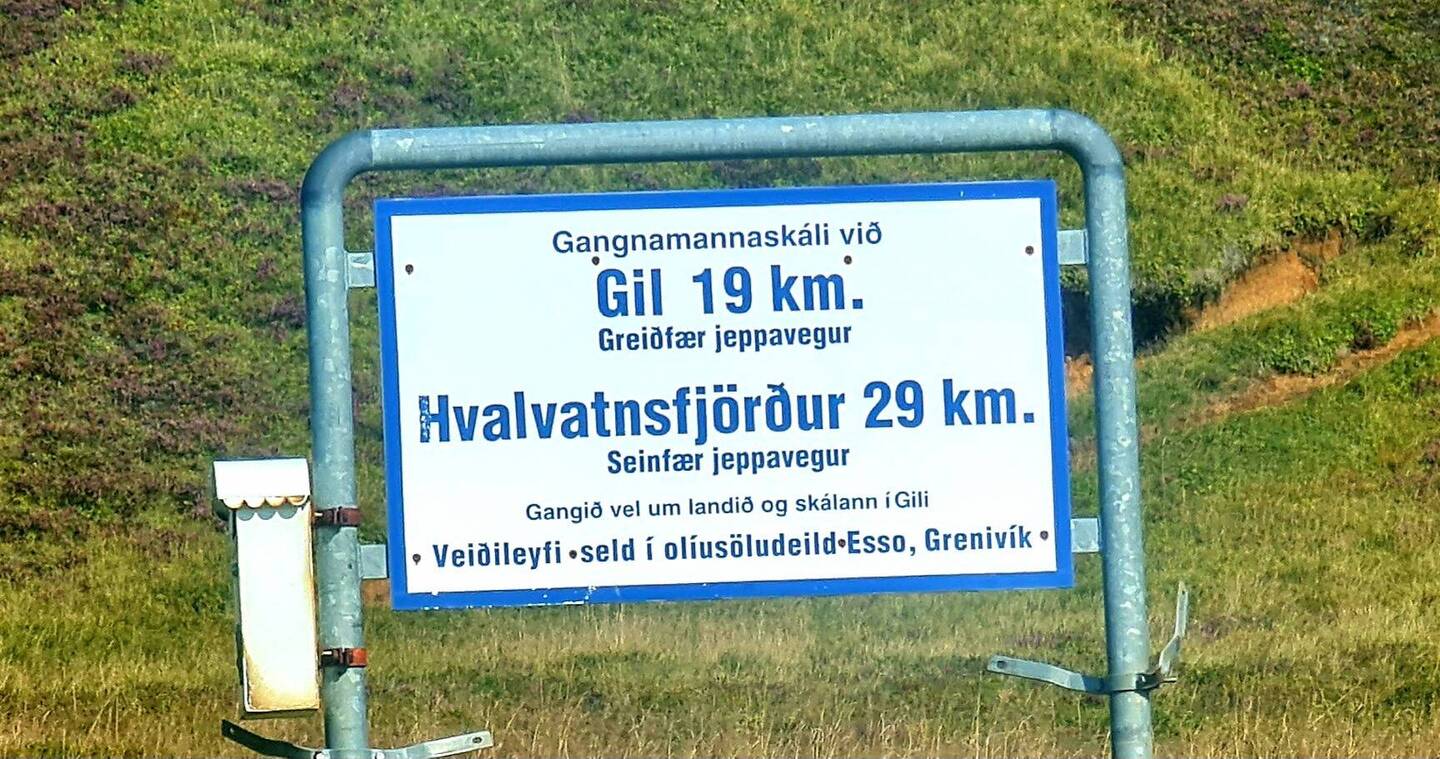 Gangnamannaskáli við
Gil 19 km.
Greiðfær jeppavegur
Hvalvatnsfjörður 29 km.
Seinfær jeppavegur
Gangið vel um landið og skálann í Gili
Veiðileyfi seld í olíusöludeild Esso, Grenivík